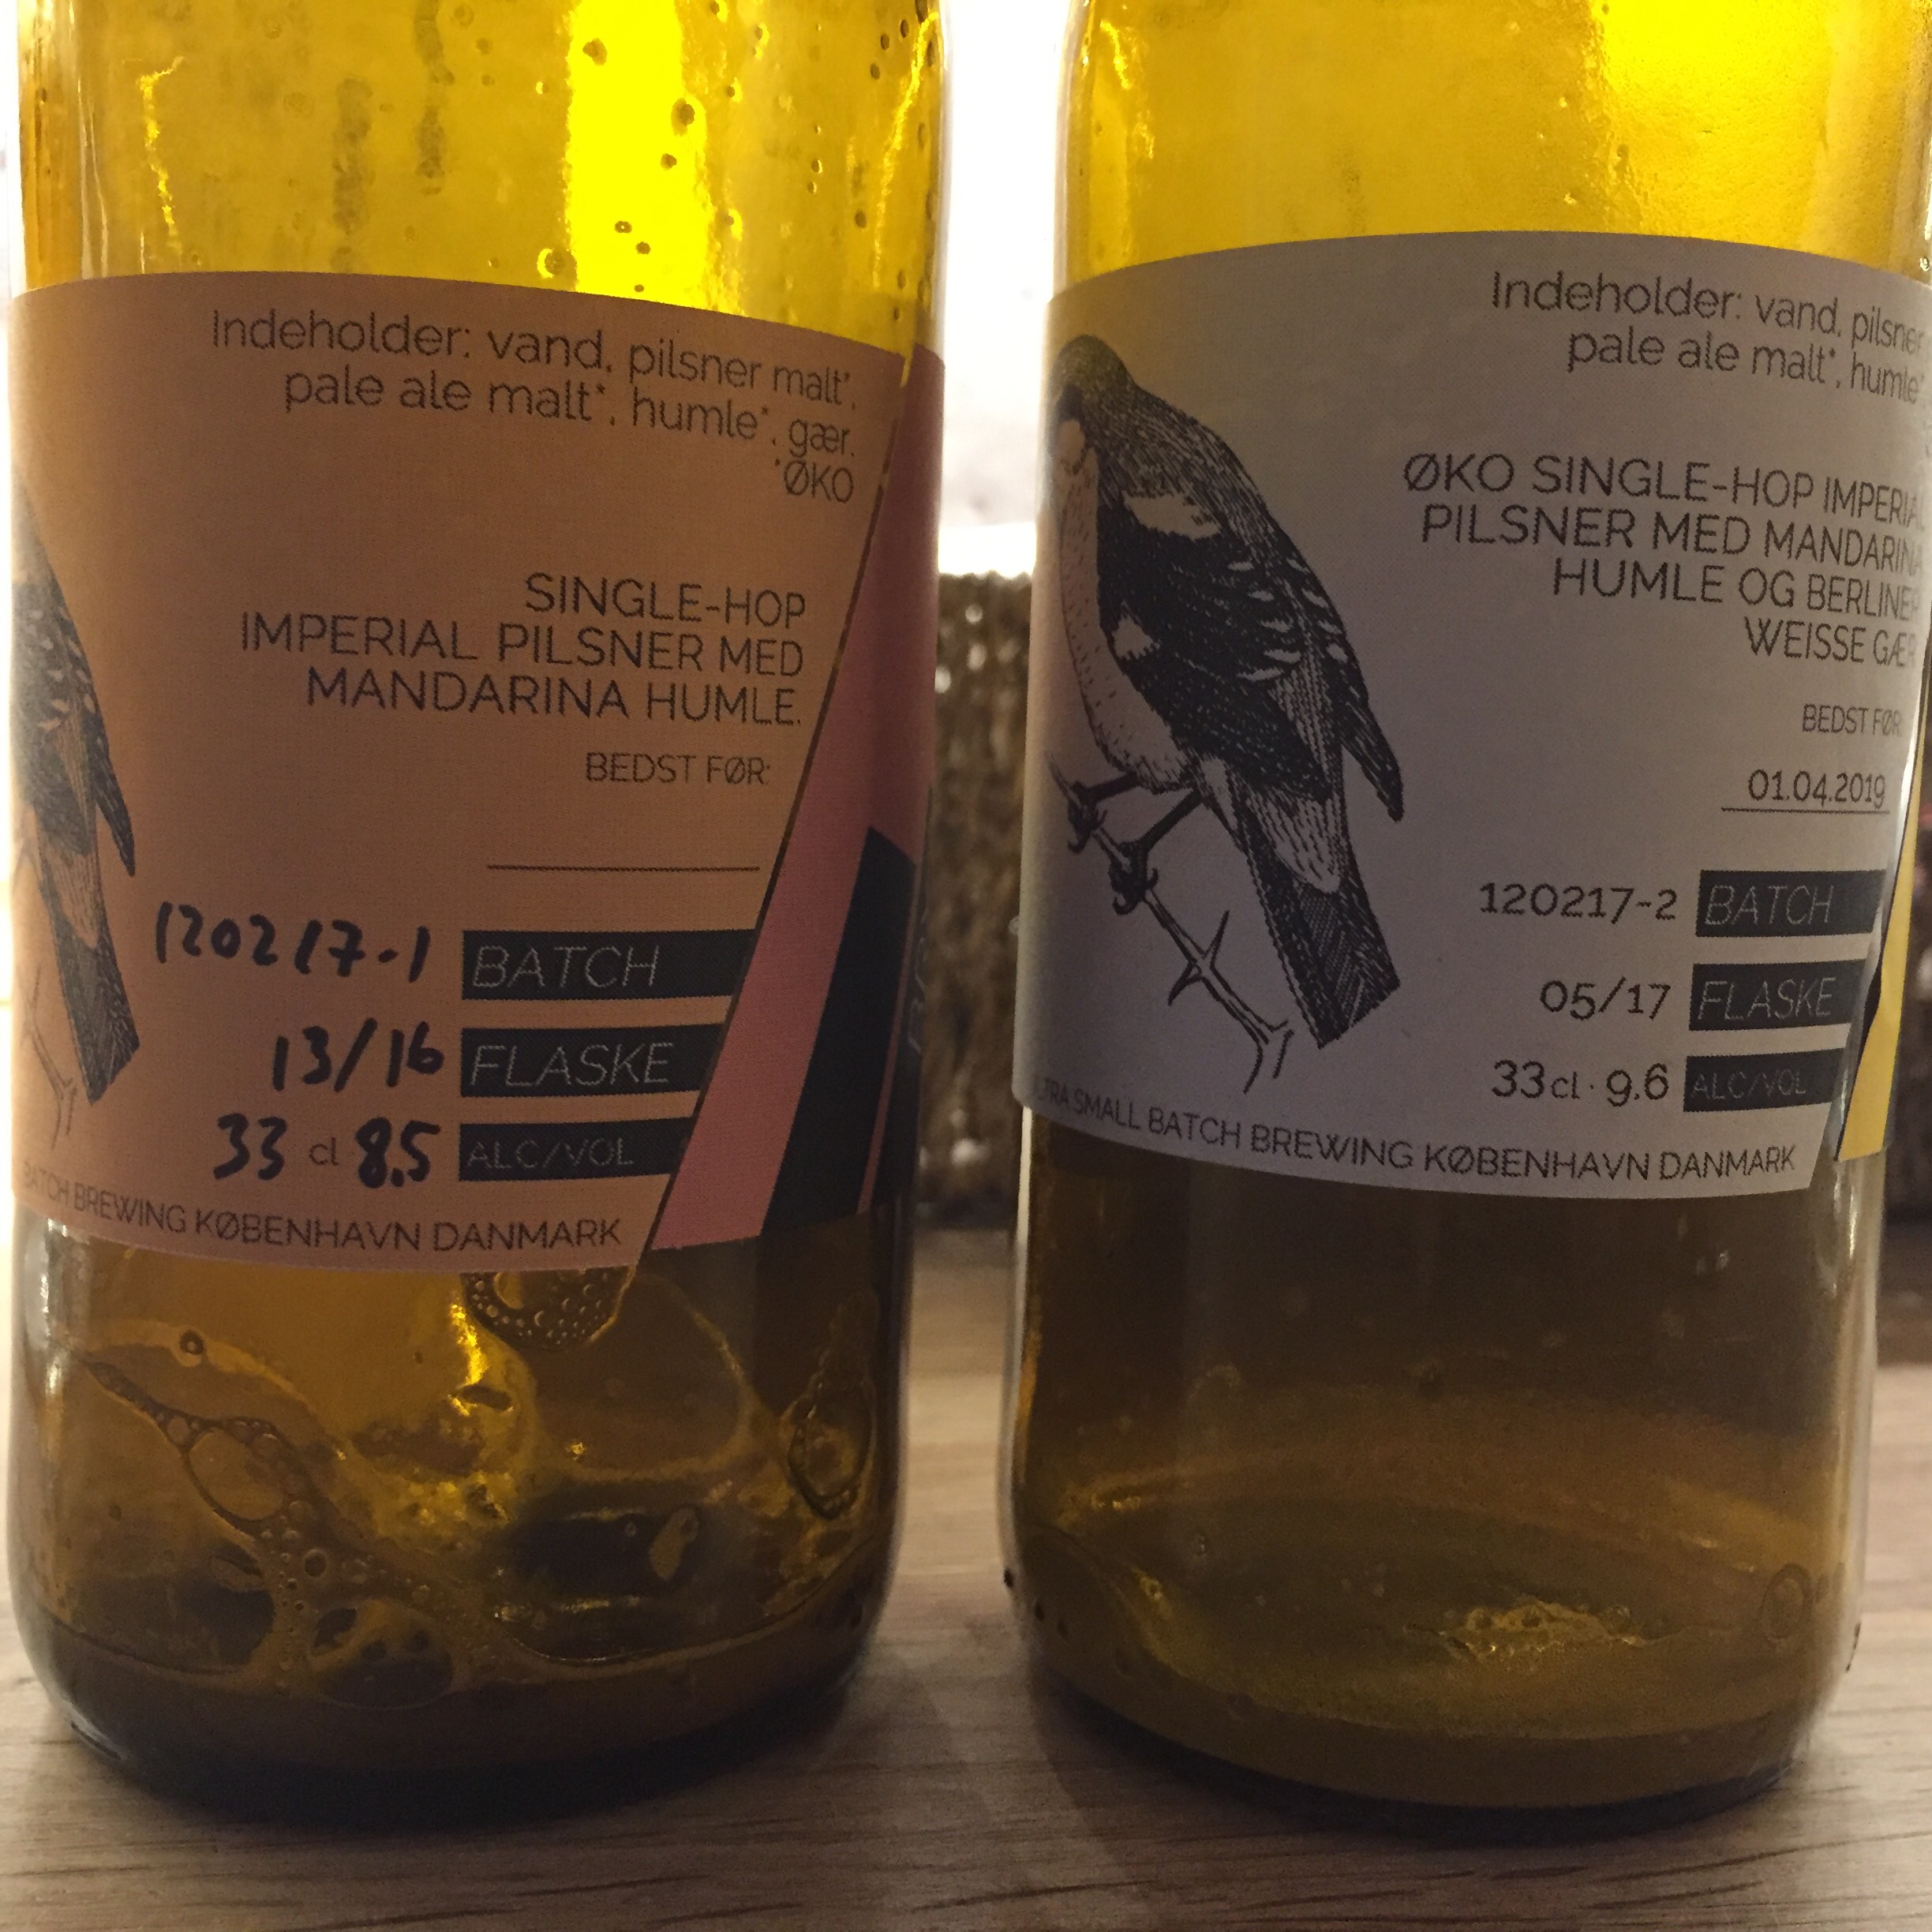 Indeholder: vand, pilsner malt*,
pale ale malt*, humle*, gær.
*ØKO
SINGLE-HOP
IMPERIAL PILSNER MED
MANDARINA HUMLE.
BEDST FØR:
120217-1 BATCH
13/16 FLASKE
33 cl 8.5 ALC/VOL
BATCH BREWING KØBENHAVN DANMARK
Indeholder: vand, pilsner
pale ale malt*, humle*
ØKO SINGLE-HOP
PILSNER MED MANDARINA
HUMLE OG BERLINER
WEISSE GÆR
BEDST FØR:
01.04.2019
120217-2 BATCH
05/17 FLASKE
33cl · 9.6 ALC/VOL
SMALL BATCH BREWING KØBENHAVN DANMARK